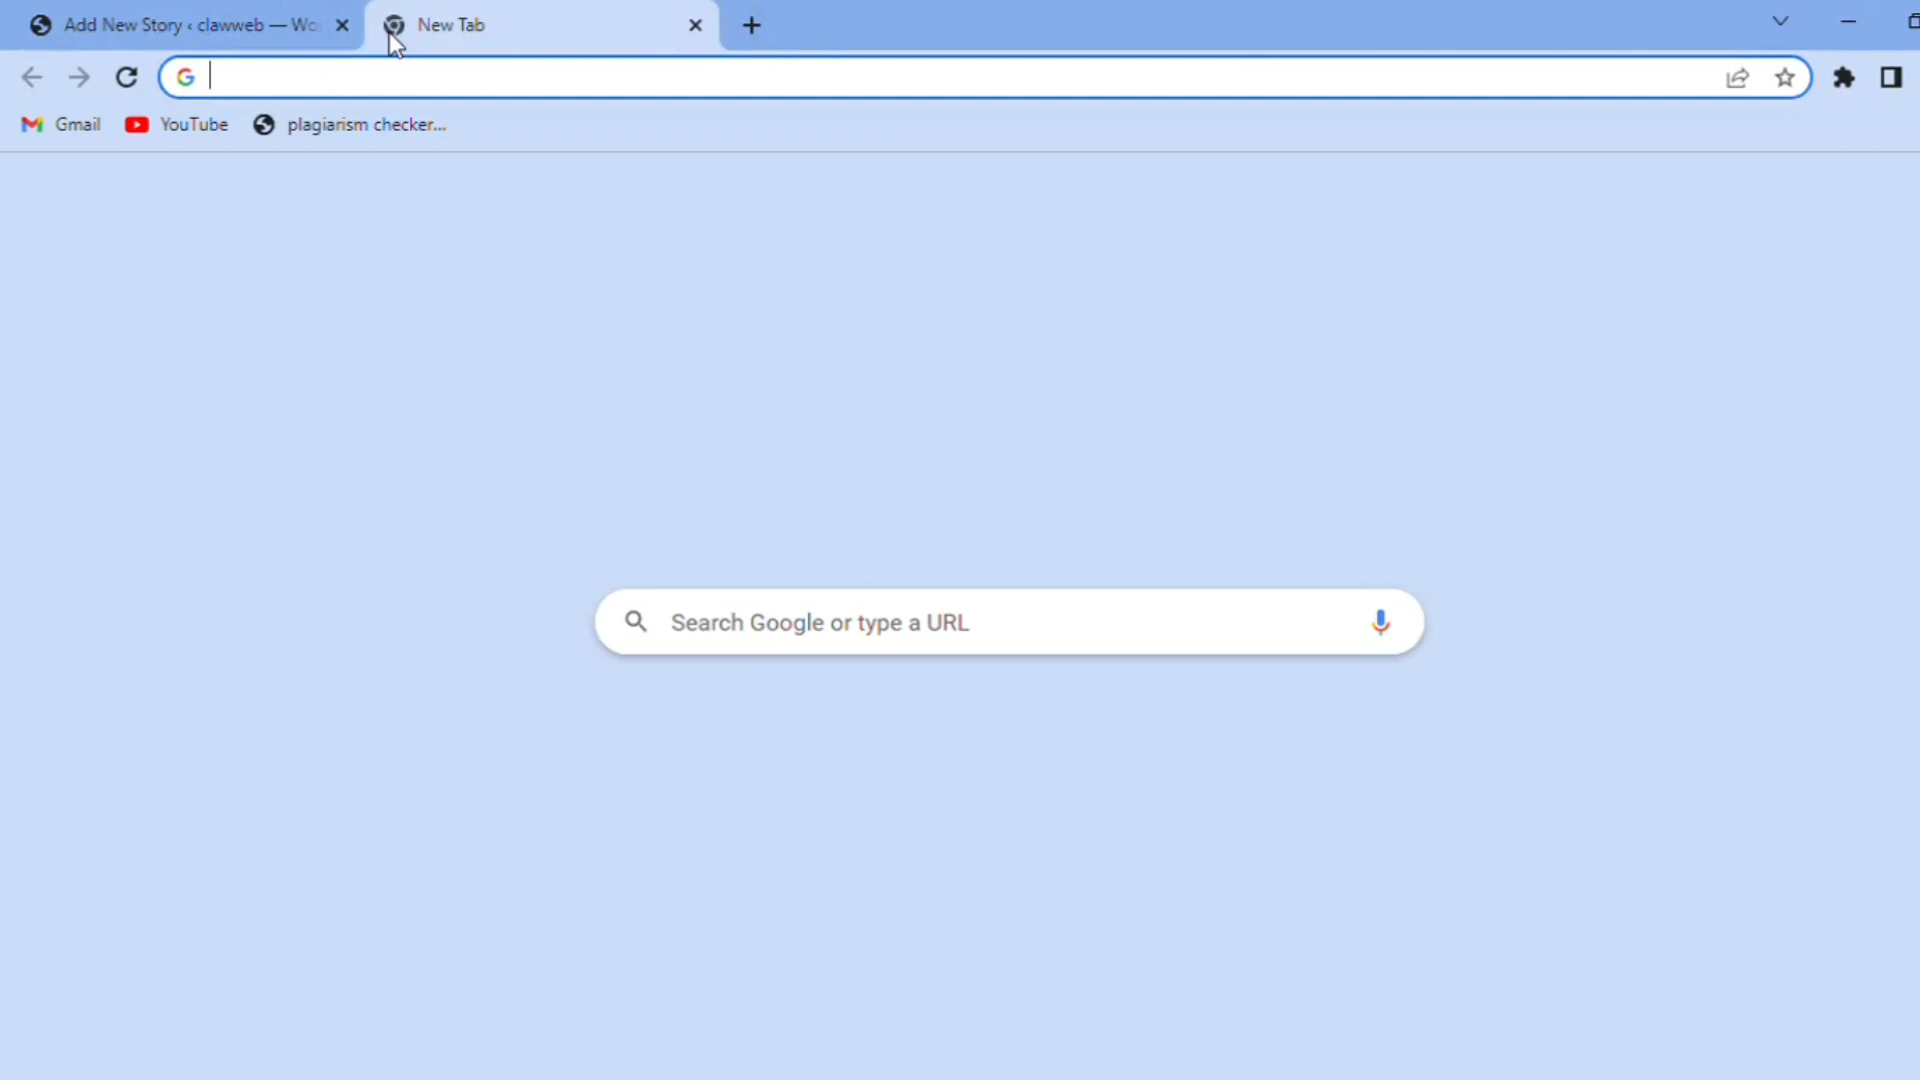 Add New Story ‹ clawweb — Wo
New Tab
Gmail
YouTube
plagiarism checker...
Search Google or type a URL